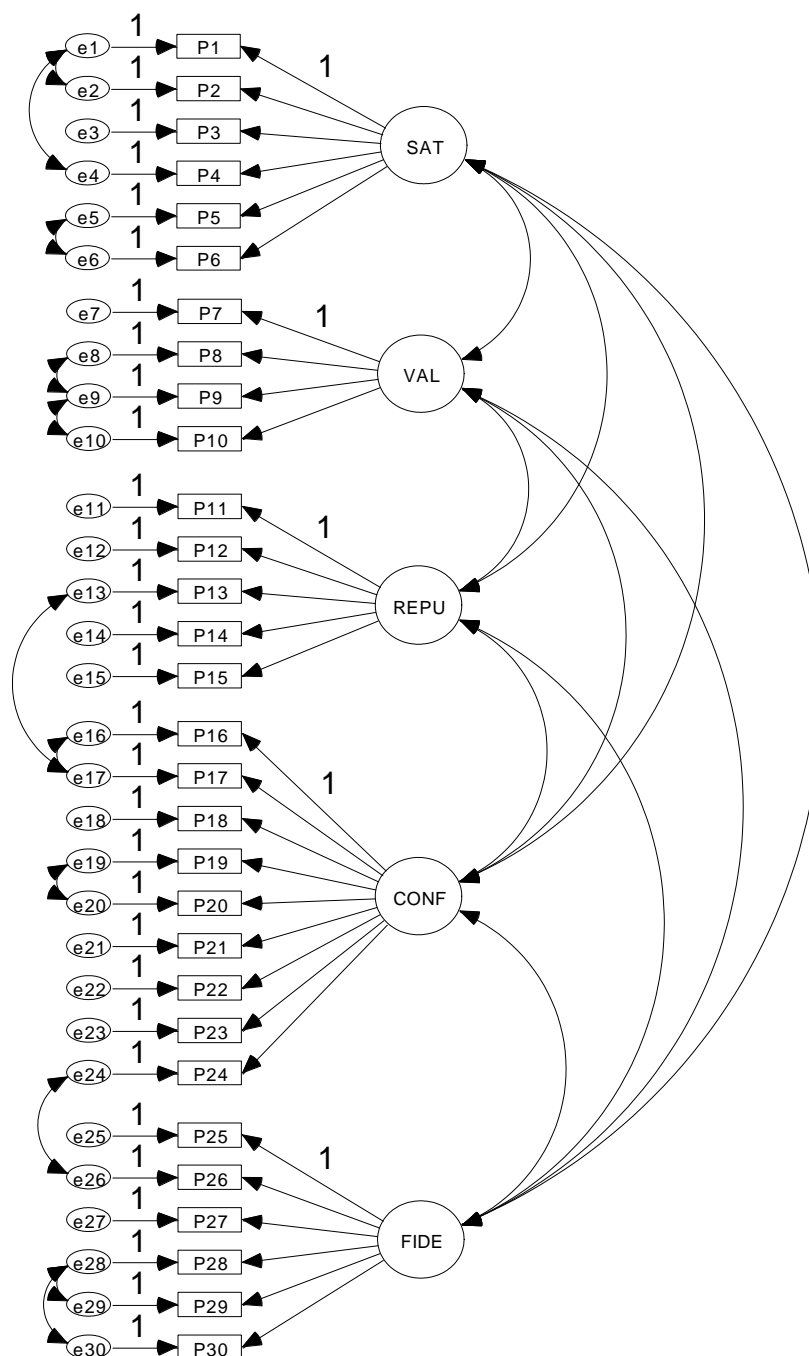 1
e1 P1
1
1
e2 P2
1
e3 P3
SAT
1
e4 P4
1
e5 P5
1
e6 P6
1
e7 P7
1
1
e8 P8
VAL
1
e9 P9
1
e10 P10
1
e11 P11
1
1
e12 P12
1
e13 P13
REPU
1
e14 P14
1
e15 P15
1
e16 P16
1
e17 P17
1
1
e18 P18
1
e19 P19
CONF
1
e20 P20
1
e21 P21
1
e22 P22
1
e23 P23
1
e24 P24
1
e25 P25
1
1
e26 P26
1
e27 P27
FIDE
1
e28 P28
1
e29 P29
1
e30 P30